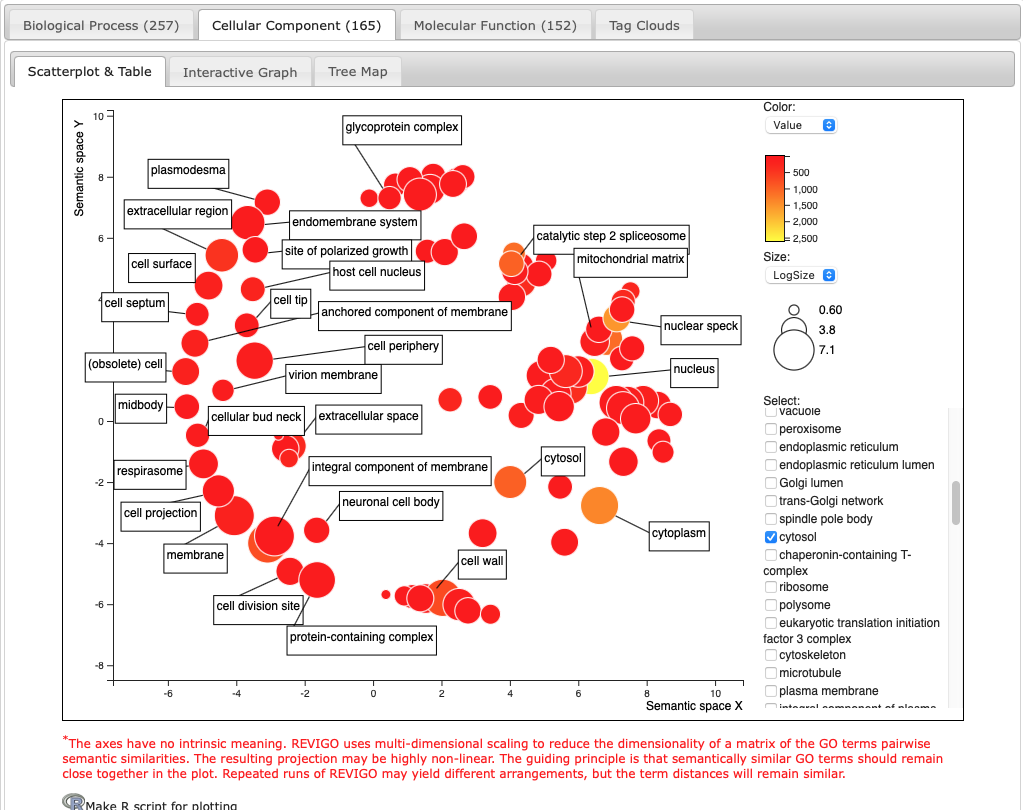 Biological Process (257)
Cellular Component (165)
Molecular Function (152)
Tag Clouds
Scatterplot & Table
Interactive Graph
Tree Map
Semantic space Y
10
8
6
4
0
-2
-4
-6
-8
glycoprotein complex
plasmodesma
extracellular region
endomembrane system
site of polarized growth
cell surface
host cell nucleus
cell septum
cell tip
anchored component of membrane
cell periphery
(obsolete) cell
virion membrane
midbody
cellular bud neck
extracellular space
respirasome
integral component of membrane
cell projection
neuronal cell body
membrane
cell wall
cell division site
protein-containing complex
catalytic step 2 spliceosome
mitochondrial matrix
nuclear speck
nucleus
cytosol
cytoplasm
-6
-4
-2
0
2
4
6
8
10
Semantic space X
Color:
Value
500
1,000
1,500
2,000
2,500
Size:
LogSize
0.60
3.8
7.1
Select:
vacuole
peroxisome
endoplasmic reticulum
endoplasmic reticulum lumen
Golgi lumen
trans-Golgi network
spindle pole body
cytosol
chaperonin-containing T-
complex
ribosome
polysome
eukaryotic translation initiation
factor 3 complex
cytoskeleton
microtubule
plasma membrane
integral component of plasma
*The axes have no intrinsic meaning. REVIGO uses multi-dimensional scaling to reduce the dimensionality of a matrix of the GO terms pairwise
semantic similarities. The resulting projection may be highly non-linear. The guiding principle is that semantically similar GO terms should remain
close together in the plot. Repeated runs of REVIGO may yield different arrangements, but the term distances will remain similar.
R
Make R script for plotting